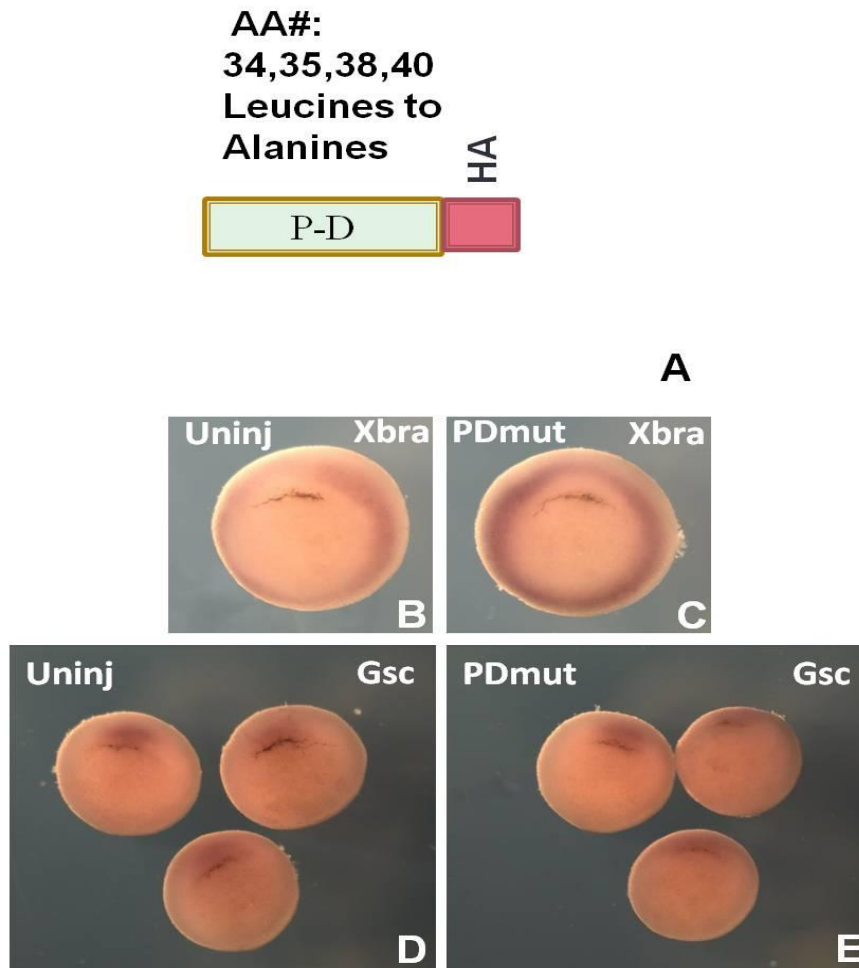 AA#:
34,35,38,40
Leucines to
Alanines
HA
P-D
A
Uninj Xbra
B
PDmut Xbra
C
Uninj Gsc
D
PDmut Gsc
E